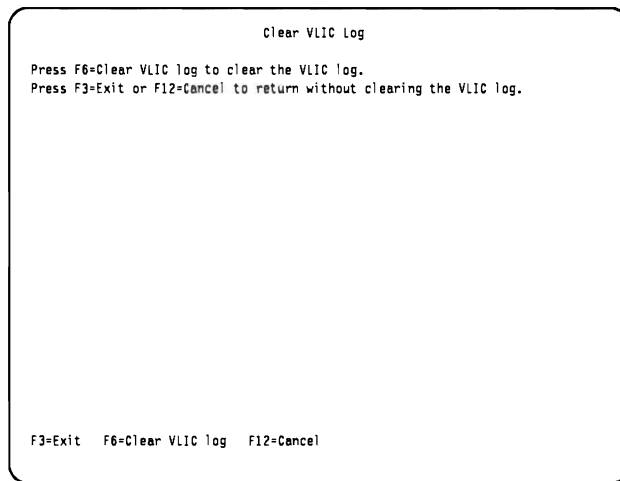 Clear VLIC Log
Press F6=Clear VLIC log to clear the VLIC log.
Press F3=Exit or F12=Cancel to return without clearing the VLIC log.
F3=Exit F6=Clear VLIC log F12=Cancel